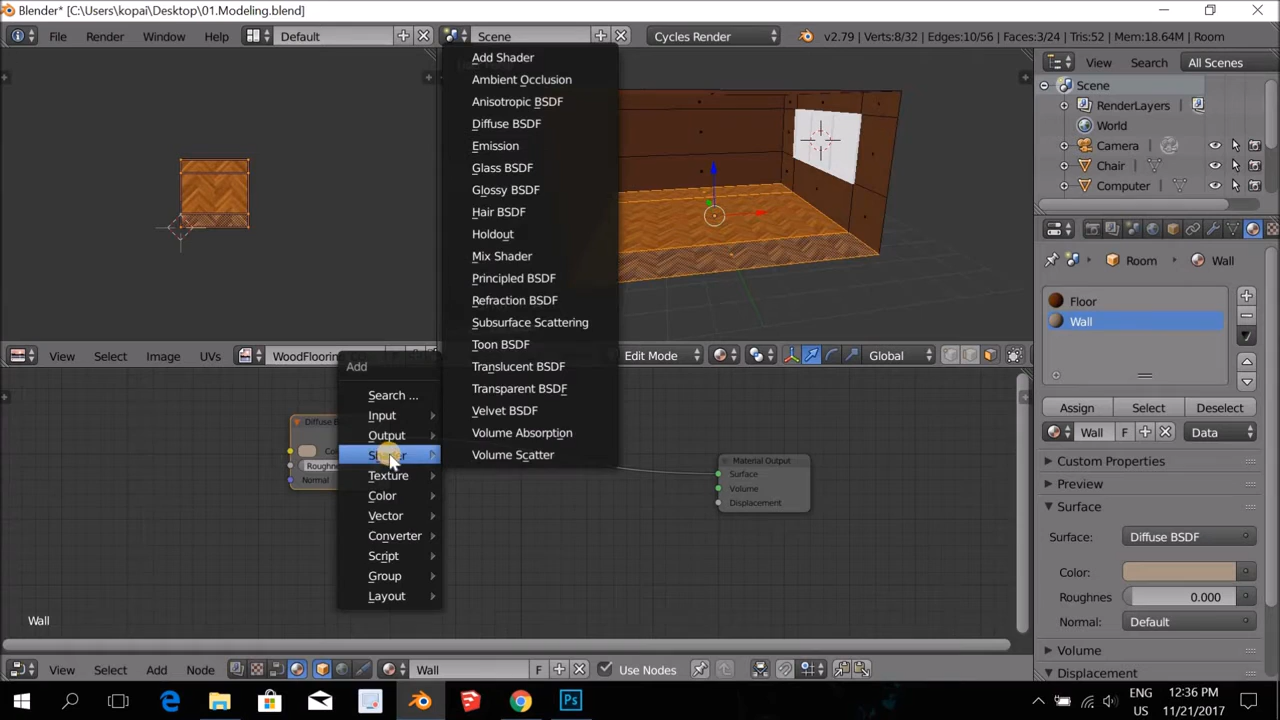 Blender* [C:\Users\kopai\Desktop\01.Modeling.blend]
File Render Window Help Default Scene Cycles Render v2.79 | Verts:8/32 | Edges:10/56 | Faces:3/24 | Tris:52 | Mem:18.64M | Room
View Search All Scenes
Scene
RenderLayers
World
Camera
Chair
Computer
Add Shader
Ambient Occlusion
Anisotropic BSDF
Diffuse BSDF
Emission
Glass BSDF
Glossy BSDF
Hair BSDF
Holdout
Mix Shader
Principled BSDF
Refraction BSDF
Subsurface Scattering
Toon BSDF
Translucent BSDF
Transparent BSDF
Velvet BSDF
Volume Absorption
Volume Scatter
View Select Image UVs WoodFloorin
Edit Mode Global
Add
Search ...
Input
Output
Shader
Texture
Color
Vector
Converter
Script
Group
Layout
Diffuse B
Co
Roughn
Normal
Material Output
Surface
Volume
Displacement
Wall
View Select Add Node Wall F Use Nodes
Room Wall
Floor
Wall
Assign Select Deselect
Wall F Data
Custom Properties
Preview
Surface
Surface: Diffuse BSDF
Color:
Roughnes 0.000
Normal: Default
Volume
Displacement
ENG 12:36 PM
US 11/21/2017